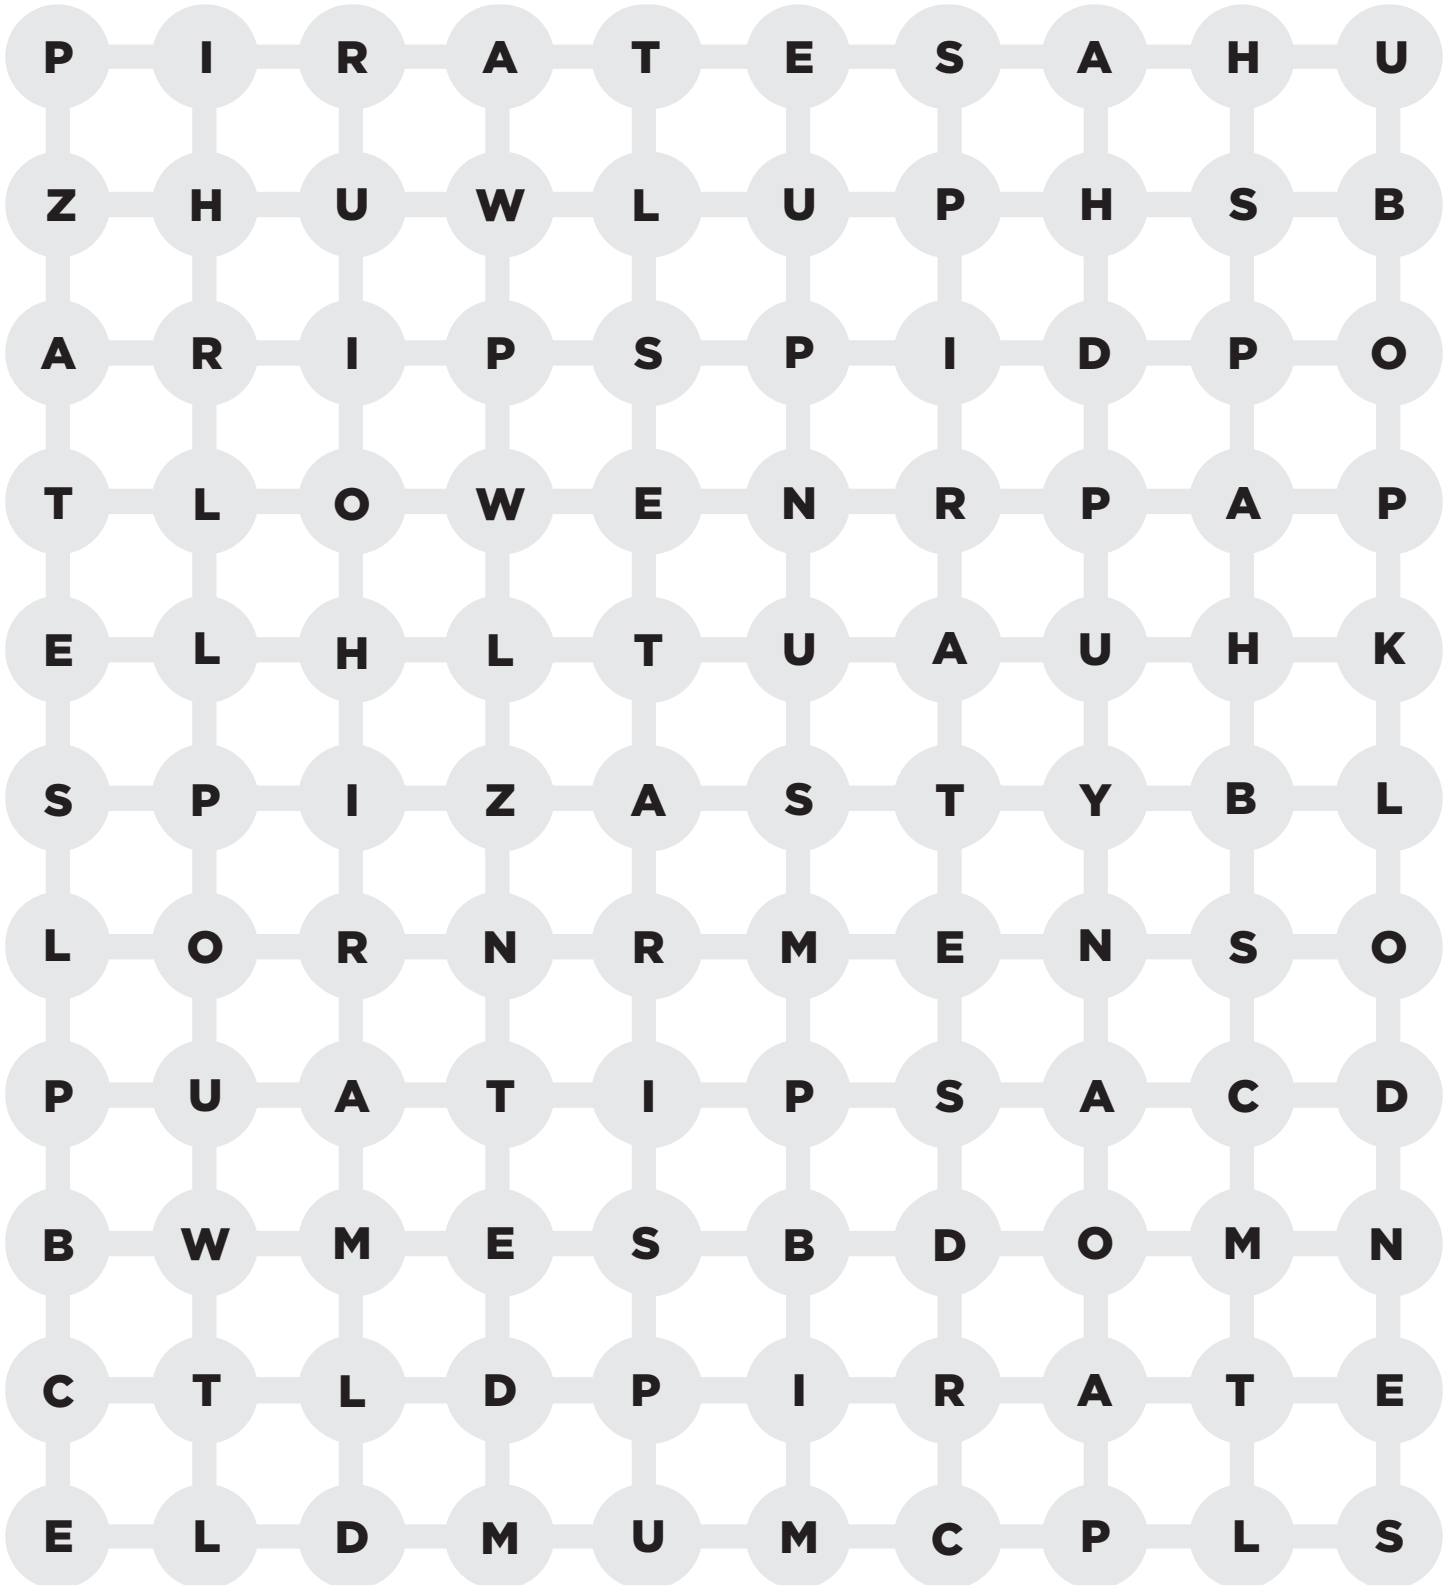 P I R A T E S A H U
Z H U W L U P H S B
A R I P S P I D P O
T L O W E N R P A P
E L H L T U A U H K
S P I Z A S T Y B L
L O R N R M E N S O
P U A T I P S A C D
B W M E S B D O M N
C T L D P I R A T E
E L D M U M C P L S